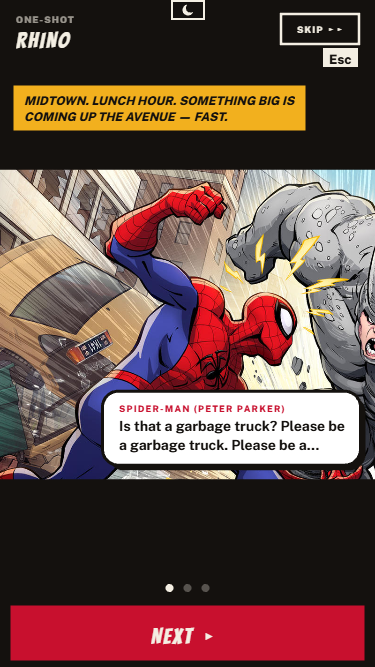 ONE-SHOT
RHINO
SKIP ►►
Esc
MIDTOWN. LUNCH HOUR. SOMETHING BIG IS
COMING UP THE AVENUE — FAST.
SPIDER-MAN (PETER PARKER)
Is that a garbage truck? Please be
a garbage truck. Please be a...
NEXT ►